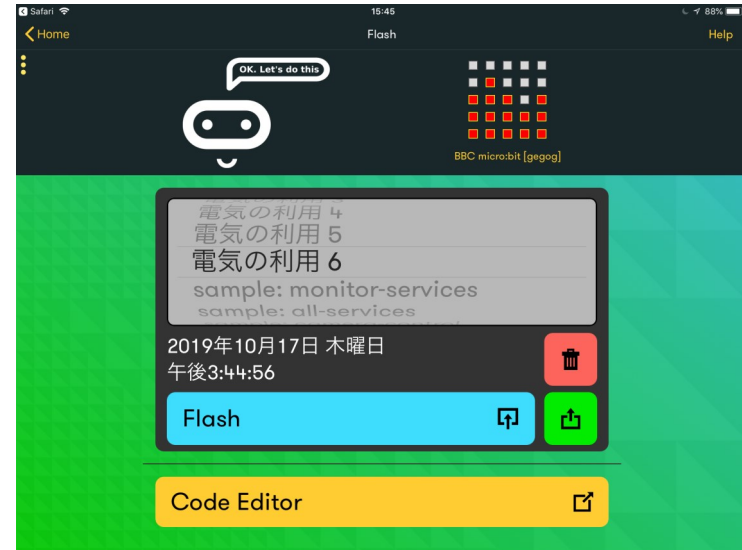 Safari 15:45 88%
Home Flash Help
OK. Let's do this
BBC micro:bit [gegog]
電気の利用 4
電気の利用 5
電気の利用 6
sample: monitor-services
sample: all-services
2019年10月17日 木曜日
午後3:44:56
Flash
Code Editor